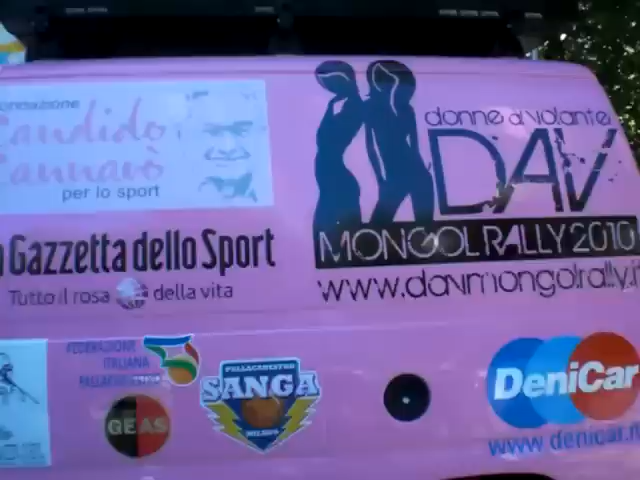 Fondazione
Candido
Cannavò
per lo sport
donne al volante
DAV
MONGOL RALLY 2010
www.davmongolrally.it
a Gazzetta dello Sport
Tutto il rosa della vita
FEDERAZIONE
ITALIANA
PALLACANESTRO
GEAS
PALLACANESTRO
SANGA
MILANO
DeniCar
www.denicar.it